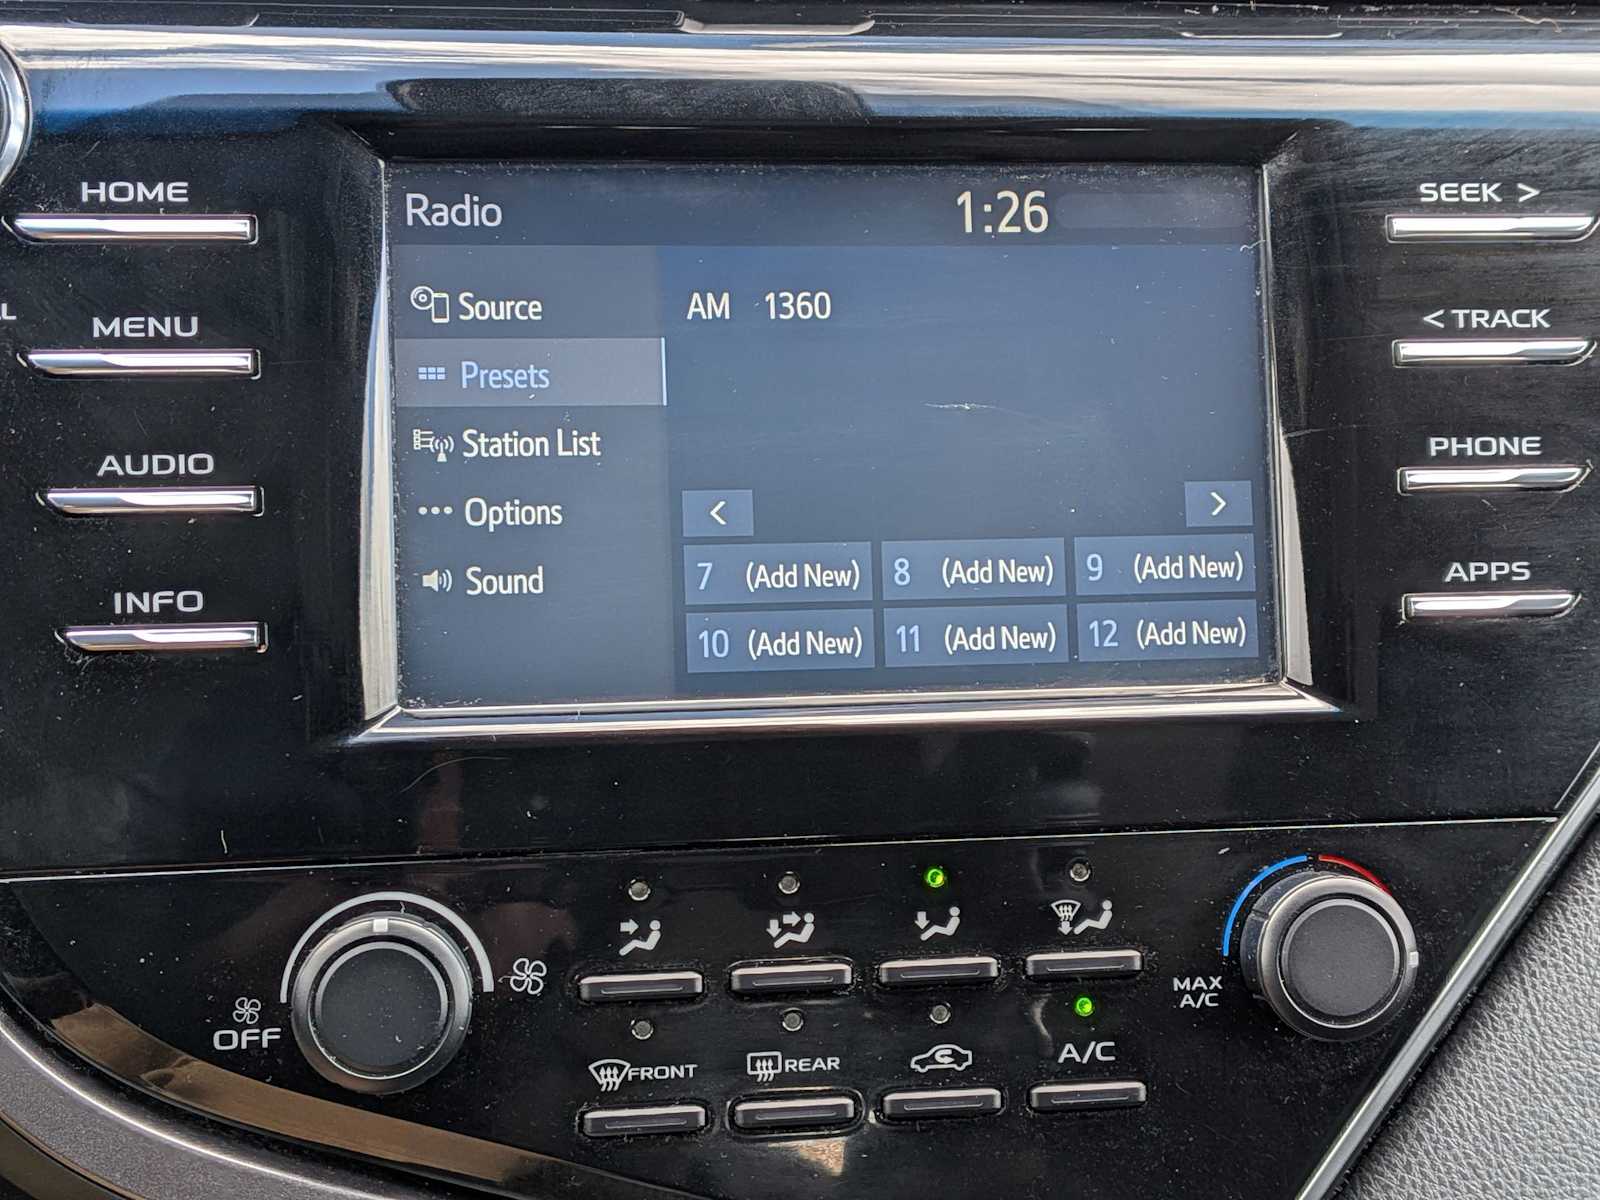 HOME
MENU
AUDIO
INFO
Radio 1:26
Source
Presets
Station List
Options
Sound
AM 1360
<
>
7 (Add New) 8 (Add New) 9 (Add New)
10 (Add New) 11 (Add New) 12 (Add New)
SEEK >
< TRACK
PHONE
APPS
OFF
FRONT
REAR
A/C
MAX
A/C